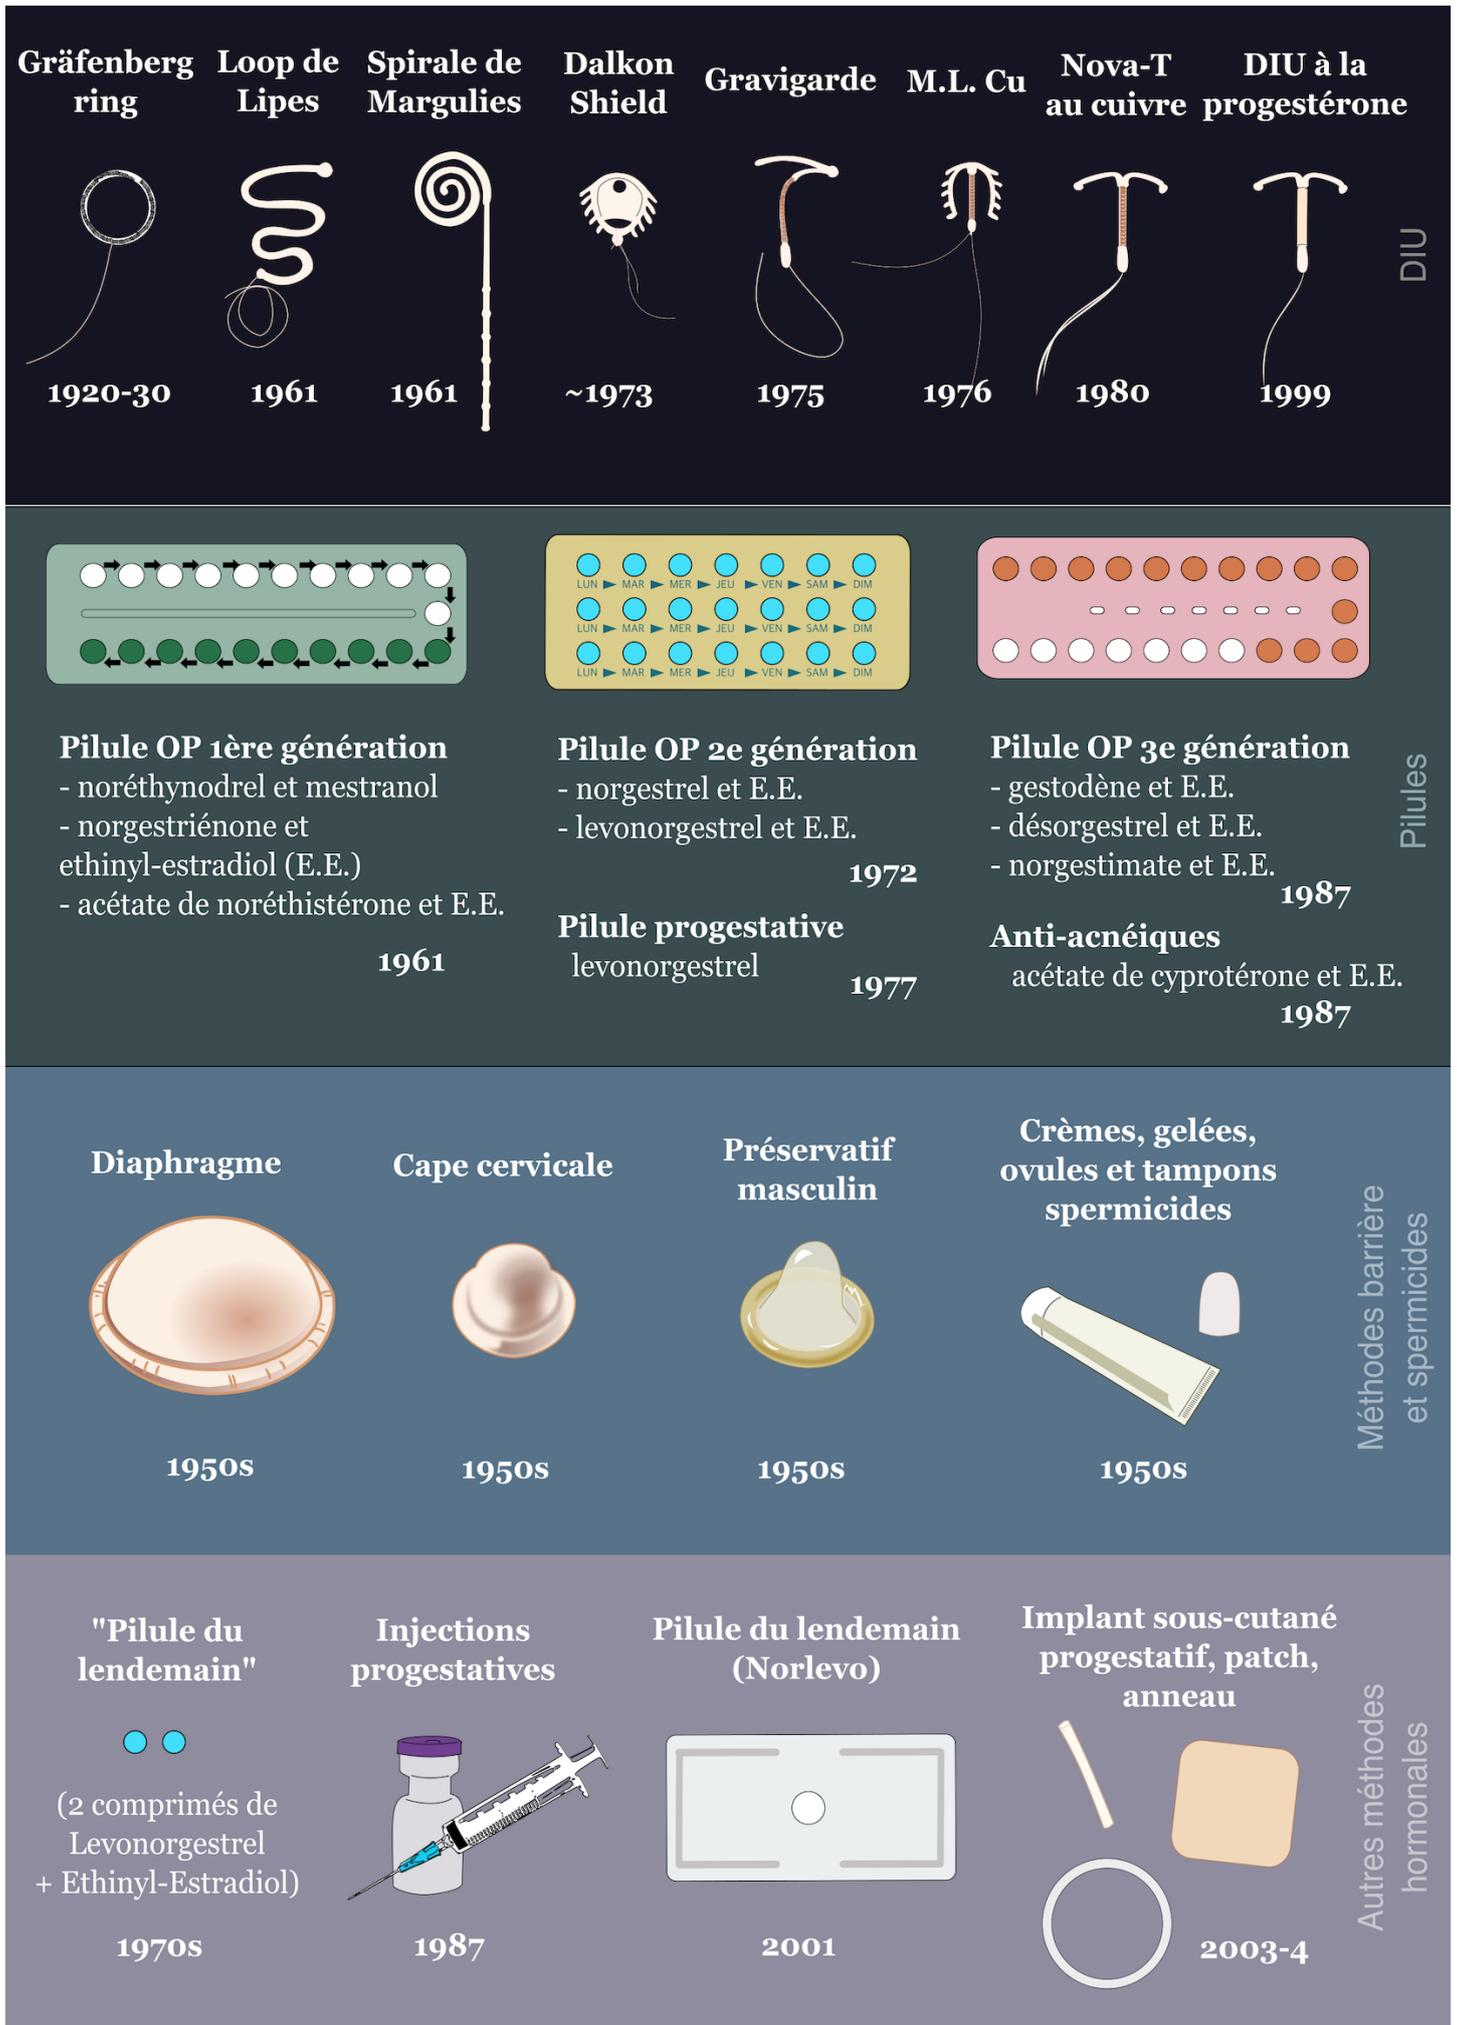 Gräfenberg
ring
Loop de
Lipes
Spirale de
Margulies
Dalkon
Shield
Gravigarde
M.L. Cu
Nova-T
au cuivre
DIU à la
progestérone
1920-30
1961
1961
~1973
1975
1976
1980
1999
DIU
LUN MAR MER JEU VEN SAM DIM
LUN MAR MER JEU VEN SAM DIM
LUN MAR MER JEU VEN SAM DIM
Pilule OP 1ère génération
- noréthynodrel et mestranol
- norgestriénone et
ethinyl-estradiol (E.E.)
- acétate de noréthistérone et E.E.
1961
Pilule OP 2e génération
- norgestrel et E.E.
- levonorgestrel et E.E.
1972
Pilule progestative
levonorgestrel
1977
Pilule OP 3e génération
- gestodène et E.E.
- désorgestrel et E.E.
- norgestimate et E.E.
1987
Anti-acnéiques
acétate de cyprotérone et E.E.
1987
Pilules
Diaphragme
1950s
Cape cervicale
1950s
Préservatif
masculin
1950s
Crèmes, gelées,
ovules et tampons
spermicides
1950s
Méthodes barrière
et spermicides
"Pilule du
lendemain"
(2 comprimés de
Levonorgestrel
+ Ethinyl-Estradiol)
1970s
Injections
progestatives
1987
Pilule du lendemain
(Norlevo)
2001
Implant sous-cutané
progestatif, patch,
anneau
2003-4
Autres méthodes
hormonales